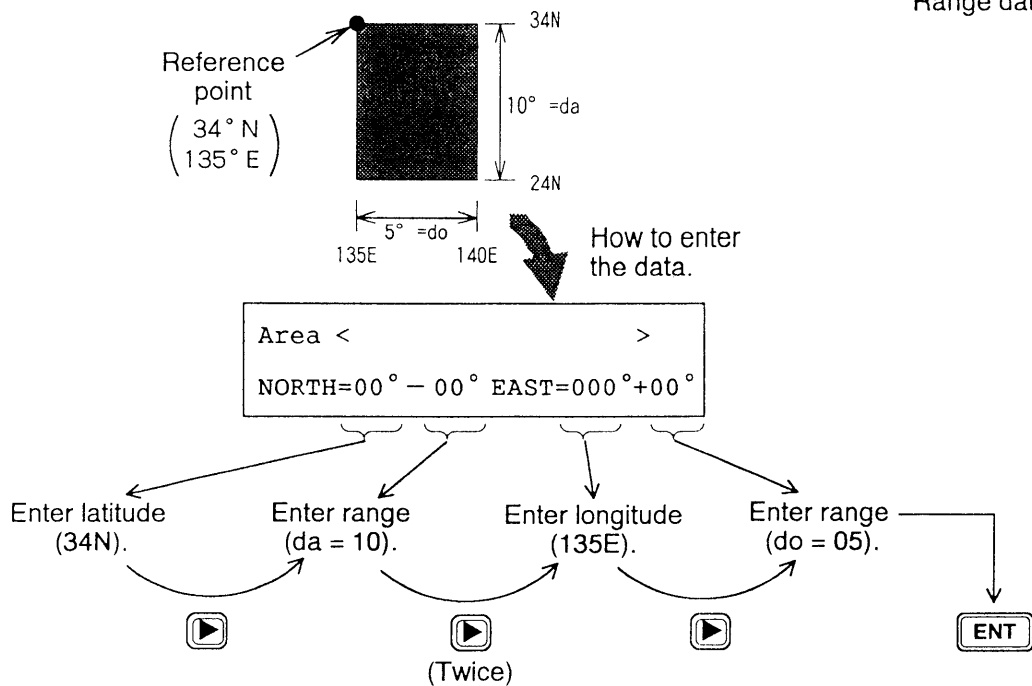 Range da
34N
Reference
point
( 34° N
135° E )
10° =da
24N
5° =do
135E 140E
How to enter
the data.
Area < >
NORTH=00° – 00° EAST=000°+00°
Enter latitude
(34N).
Enter range
(da = 10).
Enter longitude
(135E).
Enter range
(do = 05).
(Twice)
ENT